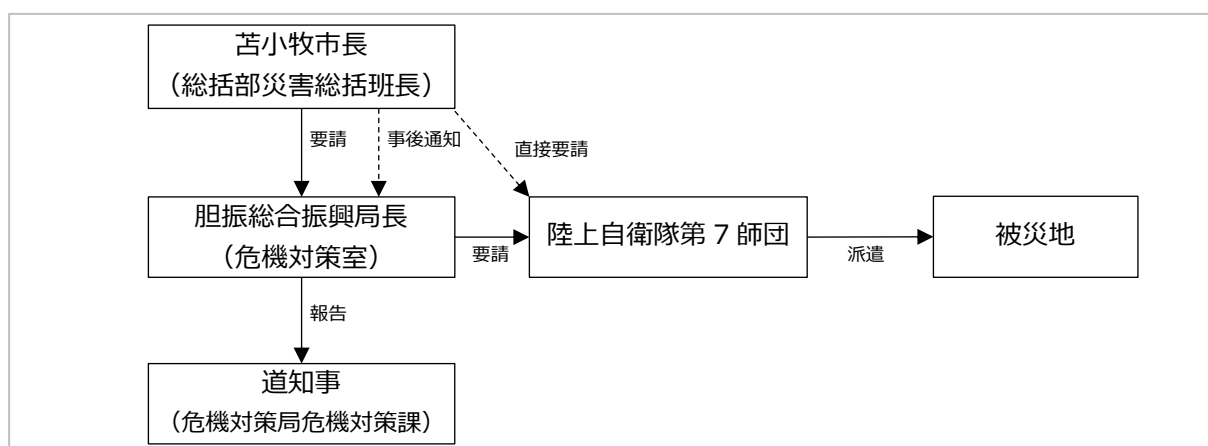 苫小牧市長
（総括部災害総括班長）
要請
事後通知
直接要請
胆振総合振興局長
（危機対策室）
要請
陸上自衛隊第 7 師団
派遣
被災地
報告
道知事
（危機対策局危機対策課）